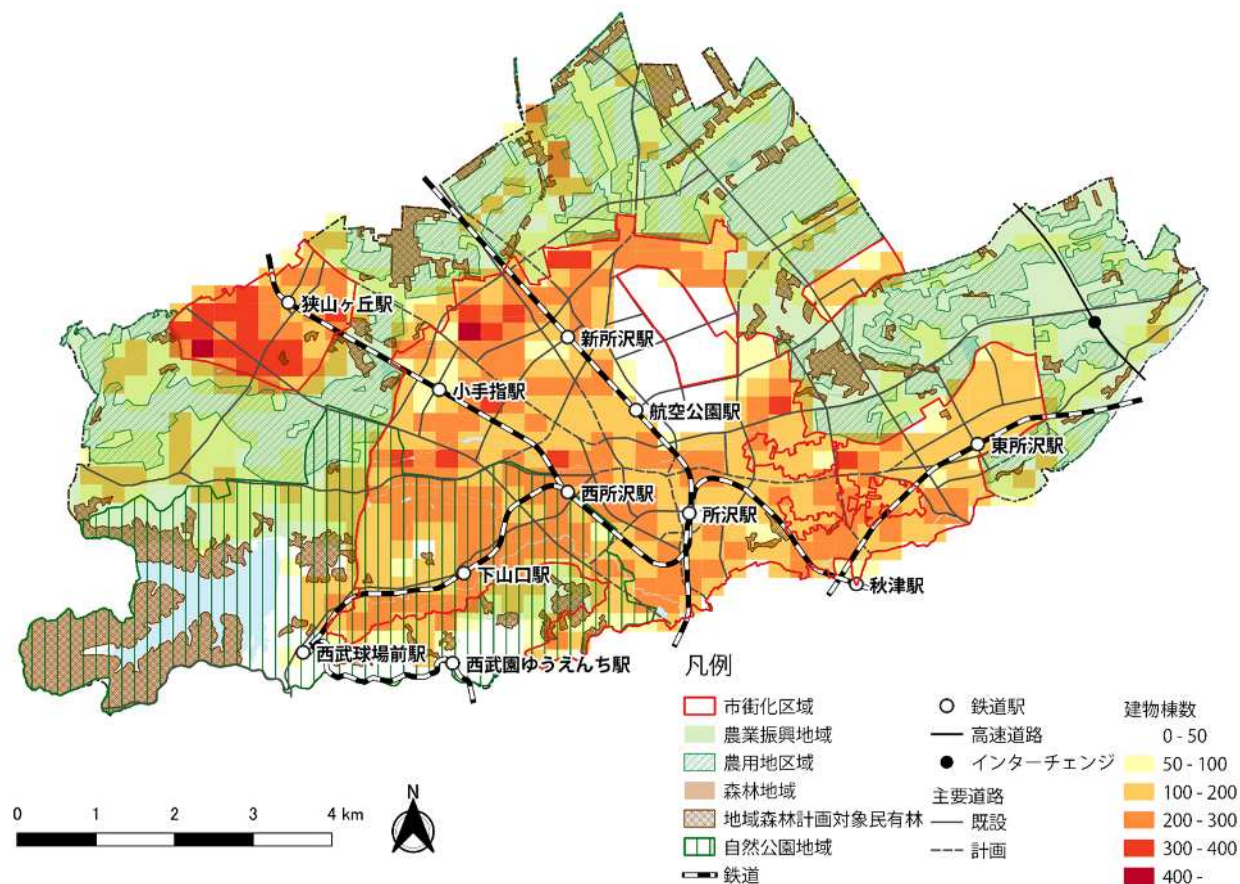 狭山ヶ丘駅
新所沢駅
小手指駅
航空公園駅
東所沢駅
西所沢駅
所沢駅
下山口駅
秋津駅
西武球場前駅
西武園ゆうえんち駅
凡例
市街化区域
農業振興地域
農用地区域
森林地域
地域森林計画対象民有林
自然公園地域
鉄道
鉄道駅
高速道路
インターチェンジ
主要道路
既設
計画
建物棟数
0 - 50
50 - 100
100 - 200
200 - 300
300 - 400
400 -
0 1 2 3 4 km
N